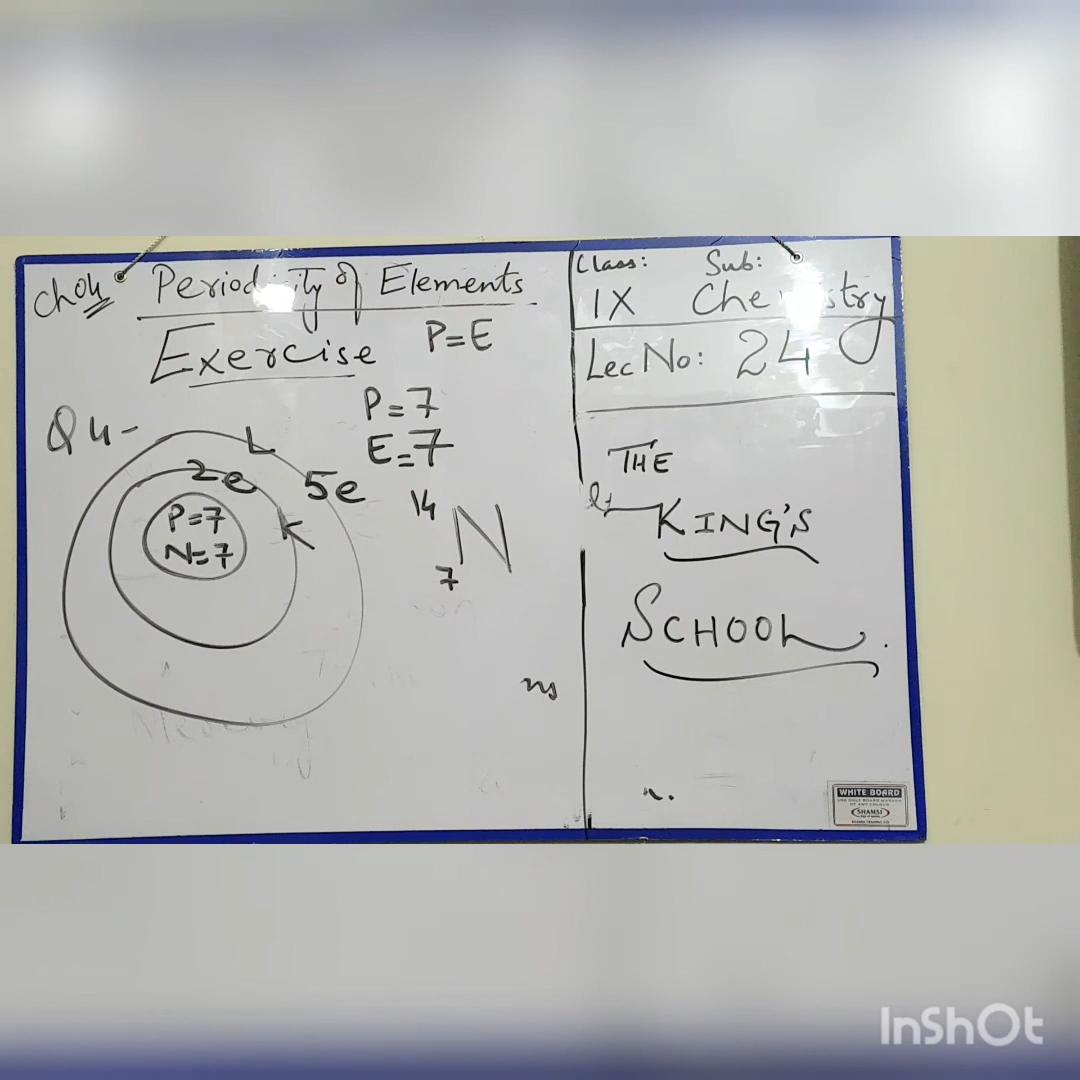 Ch04 Periodicity of Elements
Exercise P=E
Q4-
P=7
E=7
L
2e 5e
K
P=7
N=7
14
N
7
Class: Sub:
IX Chemistry
Lec No: 24
THE
KING'S
SCHOOL.
WHITE BOARD
SHAMSI
InShOt